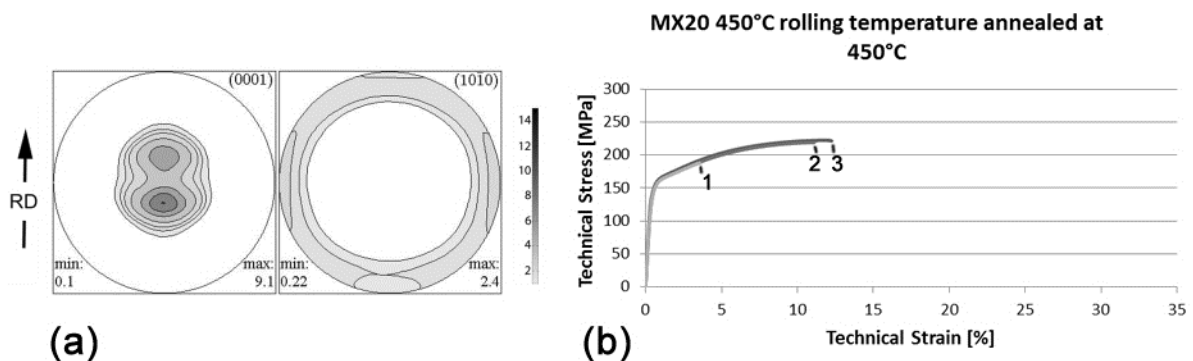 (0001)
(10-10)
RD
min:
0.1
max:
9.1
min:
0.22
max:
2.4
14
12
10
8
6
4
2
(a)
MX20 450°C rolling temperature annealed at
450°C
Technical Stress [MPa]
300
250
200
150
100
50
0
1
2
3
0 5 10 15 20 25 30 35
Technical Strain [%]
(b)